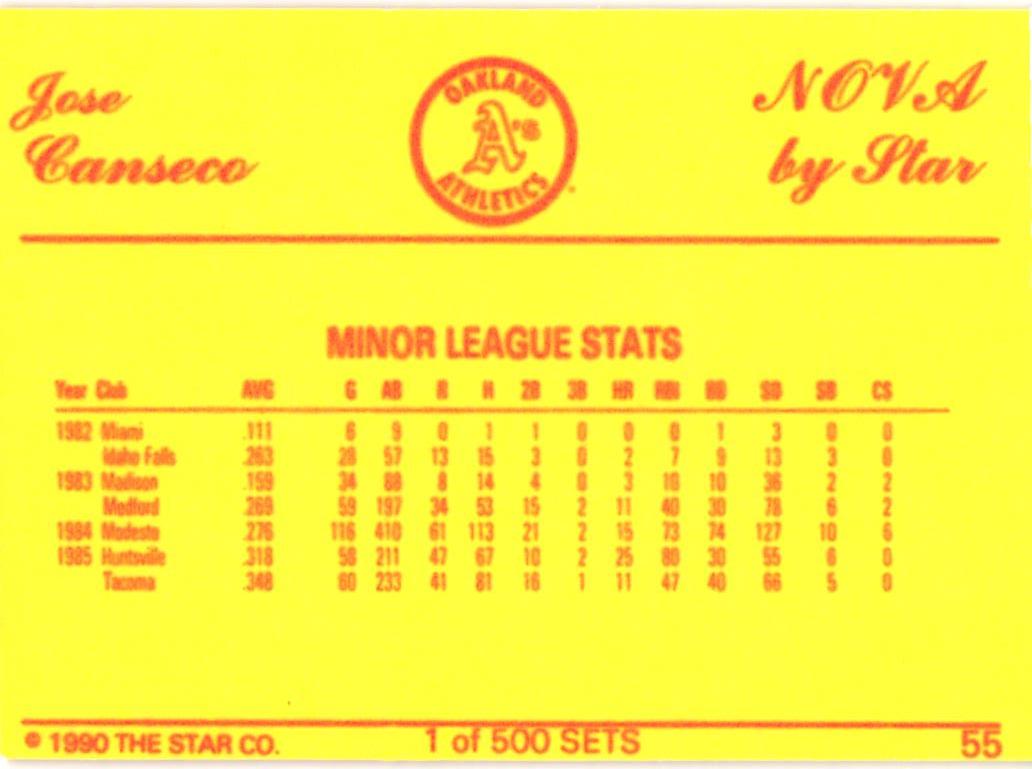 Jose
Canseco
OAKLAND
A's
ATHLETICS
NOVA
by Star
MINOR LEAGUE STATS
Year Club AVG G AB R H 2B 3B HR RBI BB SO SB CS
1982 Miami .111 6 9 0 1 1 0 0 0 1 3 0 0
Idaho Falls .263 28 57 13 15 3 0 2 7 9 13 3 0
1983 Madison .159 34 88 8 14 4 0 3 10 10 36 2 2
Medford .269 59 197 34 53 15 2 11 40 30 78 6 2
1984 Modesto .276 116 410 61 113 21 2 15 73 74 127 10 6
1985 Huntsville .318 58 211 47 67 10 2 25 80 30 55 6 0
Tacoma .348 60 233 41 81 16 1 11 47 40 66 5 0
© 1990 THE STAR CO. 1 of 500 SETS 55